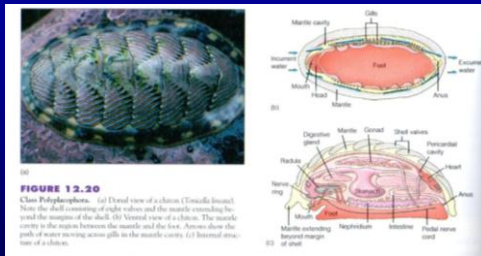 Gills
Mantle cavity
Incurrent
water
Foot
Excurrent
water
Mouth
Head
Mantle
Anus
(b)
(a)
Digestive
gland
Mantle
Gonad
Shell valves
Pericardial
cavity
Radula
Heart
Nerve
ring
Stomach
Anus
Mouth
Foot
Mantle extending
beyond margin
of shell
Nephridium
Intestine
Pedal nerve
cord
(c)
FIGURE 12.20
Class Polyplacophora. (a) Dorsal view of a chiton (Tonicella lineata).
Note the shell consisting of eight valves and the mantle extending be-
yond the margins of the shell. (b) Ventral view of a chiton. The mantle
cavity is the region between the mantle and the foot. Arrows show the
path of water moving across gills in the mantle cavity. (c) Internal struc-
ture of a chiton.